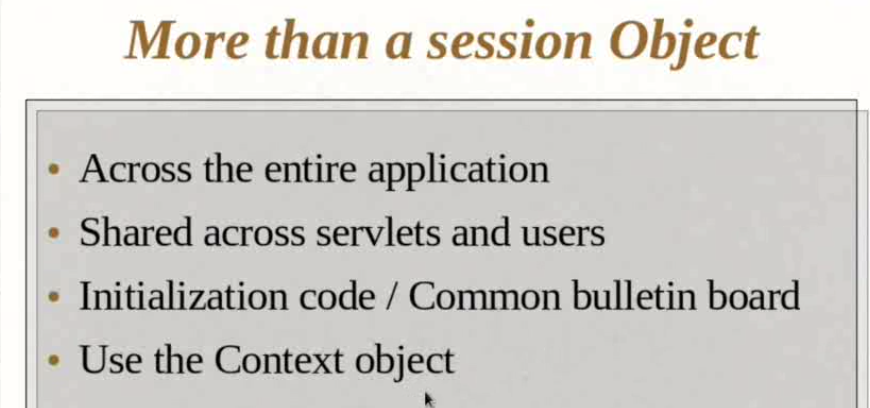 More than a session Object
• Across the entire application
• Shared across servlets and users
• Initialization code / Common bulletin board
• Use the Context object